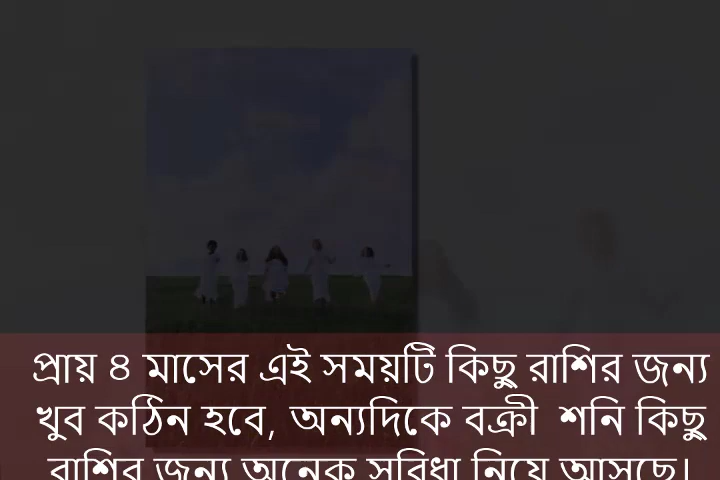 প্রায় ৪ মাসের এই সময়টি কিছু রাশির জন্য
খুব কঠিন হবে, অন্যদিকে বক্রী শনি কিছু
রাশির জন্য অনেক সুবিধা নিয়ে আসছে।